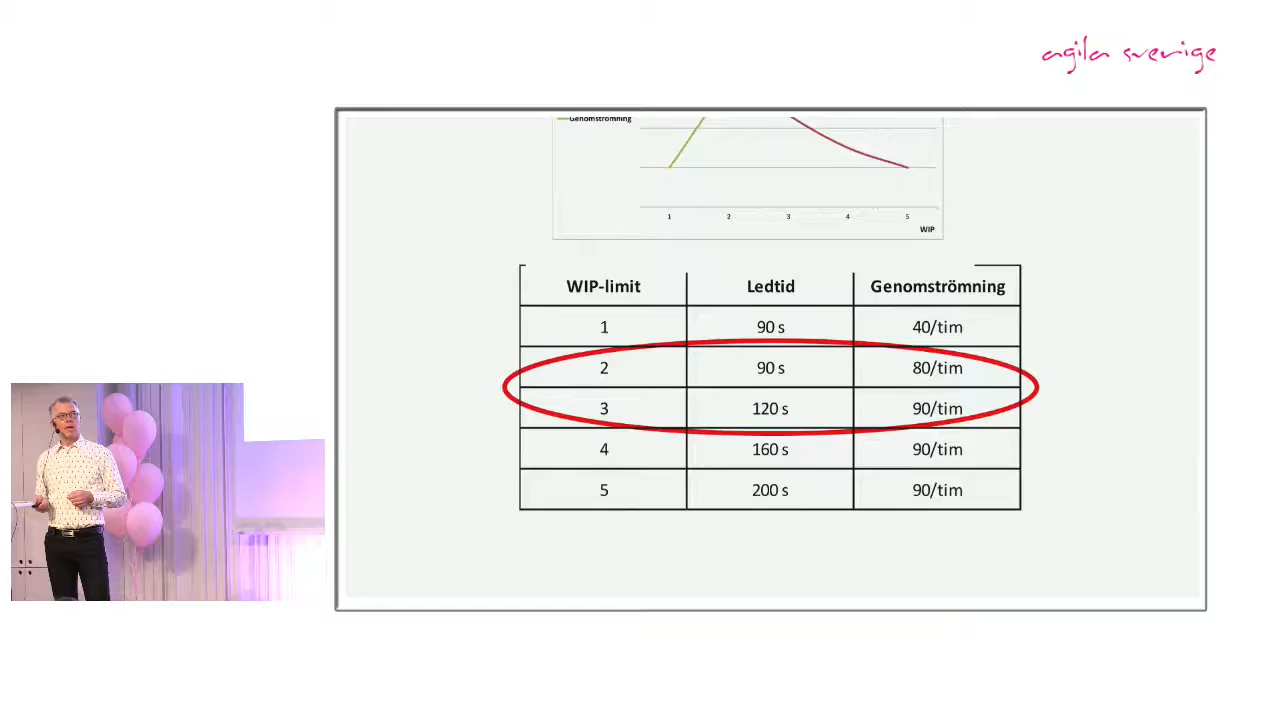 agila sverige
Genomströmning
1 2 3 4 5
WIP
WIP-limit Ledtid Genomströmning
1 90 s 40/tim
2 90 s 80/tim
3 120 s 90/tim
4 160 s 90/tim
5 200 s 90/tim